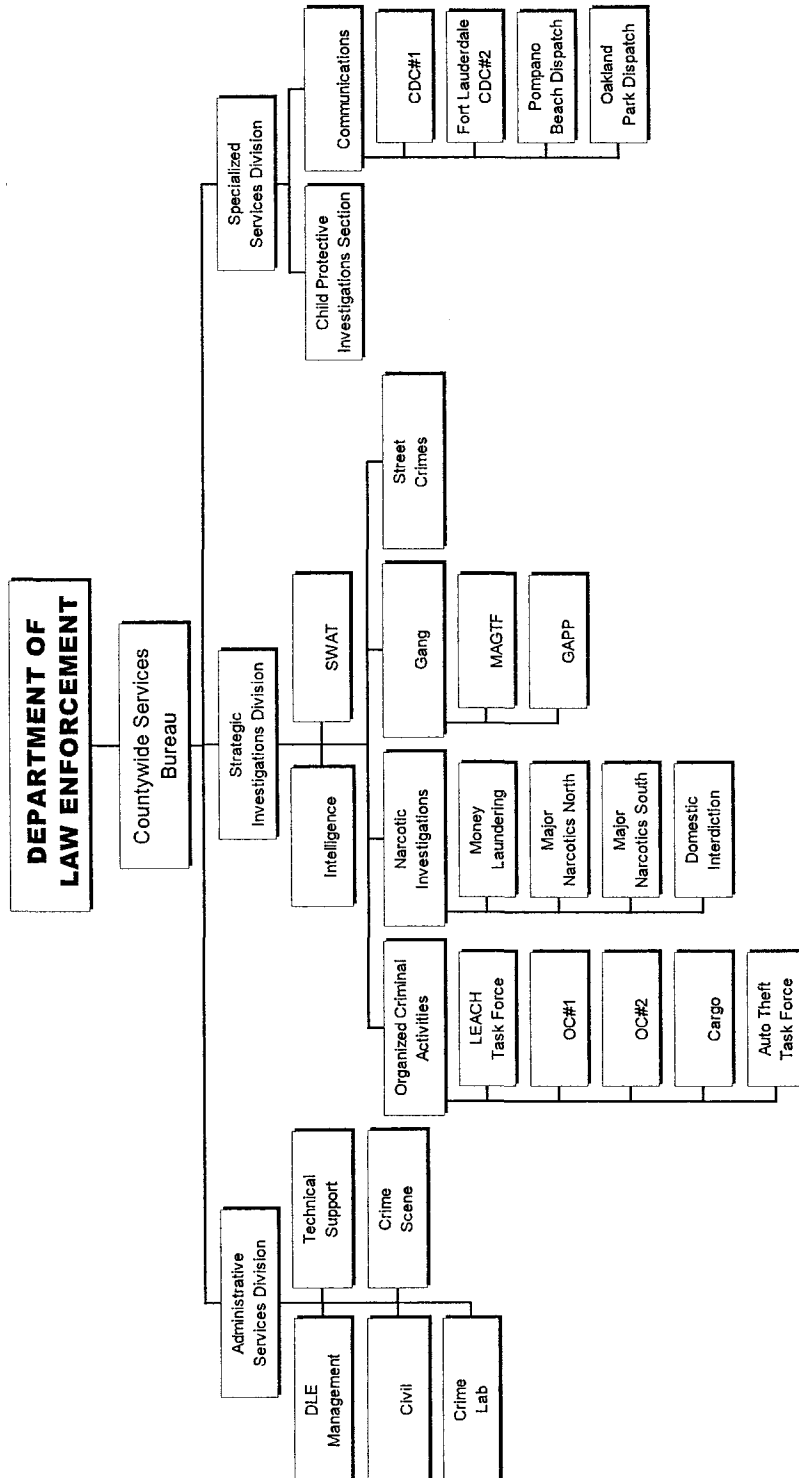 DEPARTMENT OF
LAW ENFORCEMENT
Countywide Services
Bureau
Administrative
Services Division
DLE
Management
Technical
Support
Civil
Crime
Scene
Crime
Lab
Strategic
Investigations Division
Intelligence
SWAT
Organized Criminal
Activities
LEACH
Task Force
OC#1
OC#2
Cargo
Auto Theft
Task Force
Narcotic
Investigations
Money
Laundering
Major
Narcotics North
Major
Narcotics South
Domestic
Interdiction
Gang
MAGTF
GAPP
Street
Crimes
Specialized
Services Division
Child Protective
Investigations Section
Communications
CDC#1
Fort Lauderdale
CDC#2
Pompano
Beach Dispatch
Oakland
Park Dispatch